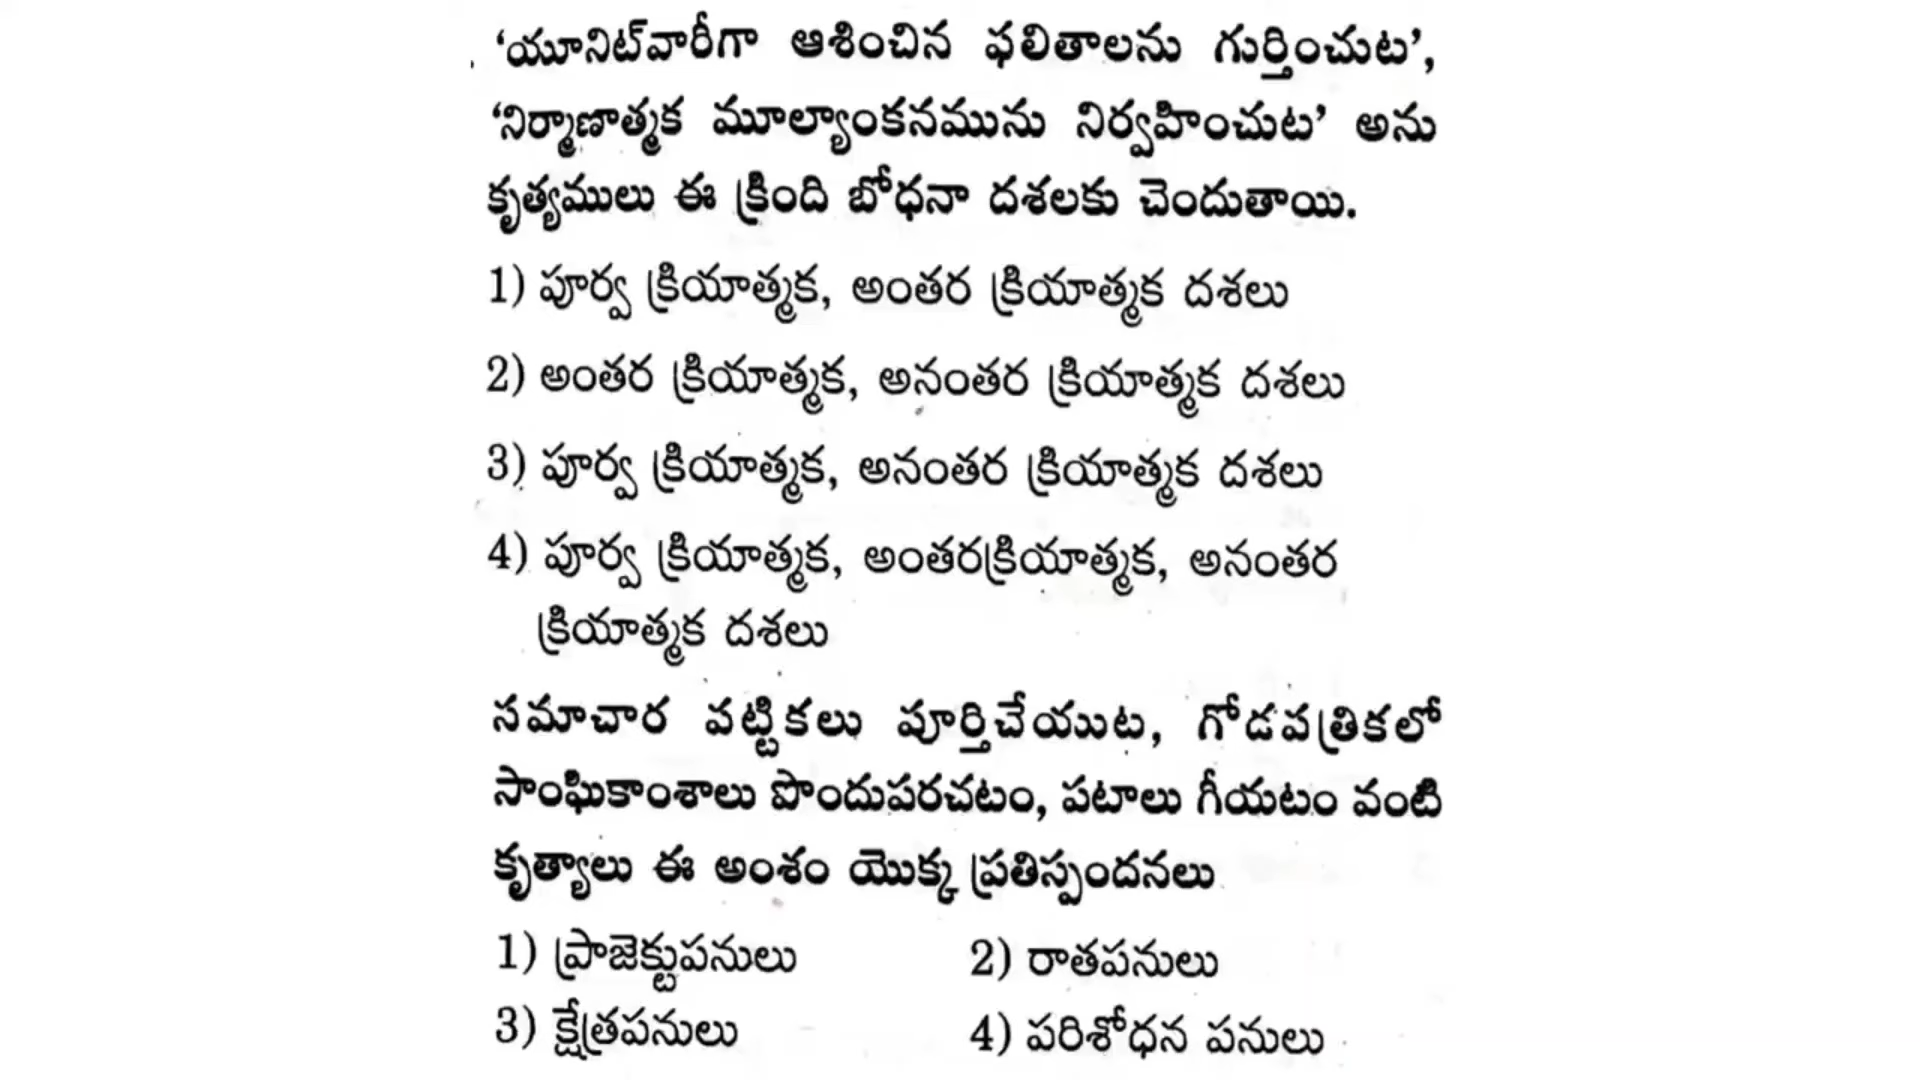 ‘యూనిట్‌వారీగా ఆశించిన ఫలితాలను గుర్తించుట’,
‘నిర్మాణాత్మక మూల్యాంకనమును నిర్వహించుట’ అను
కృత్యములు ఈ క్రింది బోధనా దశలకు చెందుతాయి.
1) పూర్వ క్రియాత్మక, అంతర క్రియాత్మక దశలు
2) అంతర క్రియాత్మక, అనంతర క్రియాత్మక దశలు
3) పూర్వ క్రియాత్మక, అనంతర క్రియాత్మక దశలు
4) పూర్వ క్రియాత్మక, అంతరక్రియాత్మక, అనంతర
క్రియాత్మక దశలు
సమాచార పట్టికలు పూర్తిచేయుట, గోడపత్రికలో
సాంఘికాంశాలు పొందుపరచటం, పటాలు గీయటం వంటి
కృత్యాలు ఈ అంశం యొక్క ప్రతిస్పందనలు
1) ప్రాజెక్టుపనులు 2) రాతపనులు
3) క్షేత్రపనులు 4) పరిశోధన పనులు